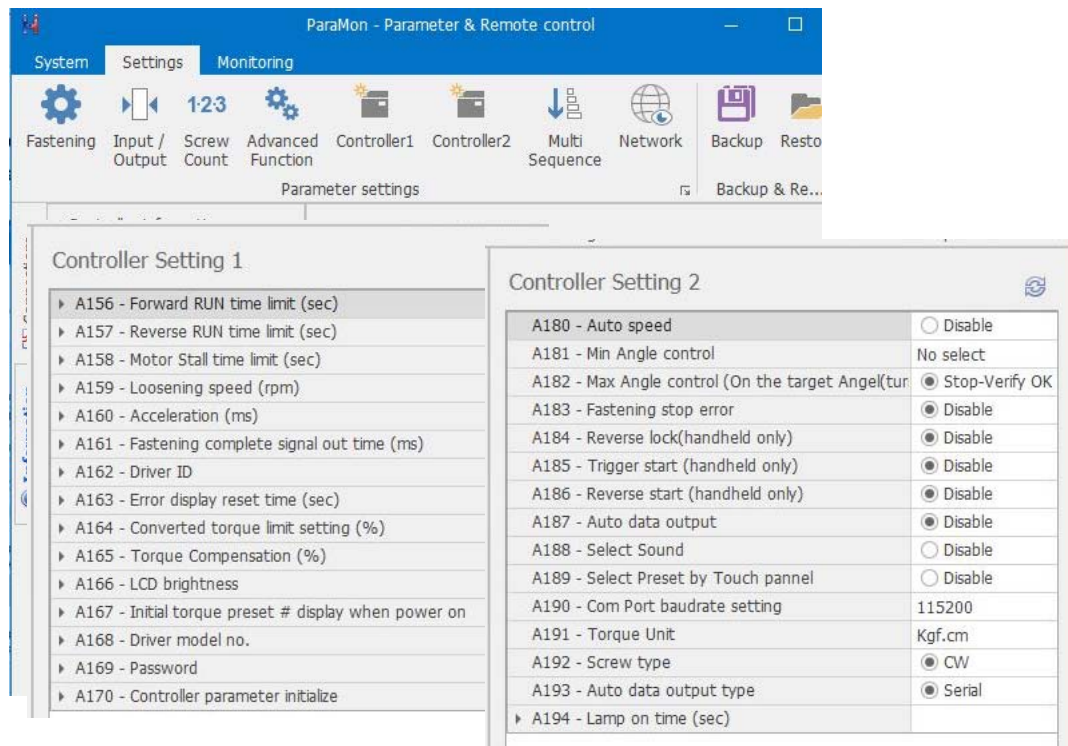 ParaMon - Parameter & Remote control
System Settings Monitoring
Fastening
Input / Output
1·2·3
Screw Count
Advanced Function
Controller1
Controller2
Multi Sequence
Network
Backup
Resto
Parameter settings
Backup & Re...
Controller Setting 1
A156 - Forward RUN time limit (sec)
A157 - Reverse RUN time limit (sec)
A158 - Motor Stall time limit (sec)
A159 - Loosening speed (rpm)
A160 - Acceleration (ms)
A161 - Fastening complete signal out time (ms)
A162 - Driver ID
A163 - Error display reset time (sec)
A164 - Converted torque limit setting (%)
A165 - Torque Compensation (%)
A166 - LCD brightness
A167 - Initial torque preset # display when power on
A168 - Driver model no.
A169 - Password
A170 - Controller parameter initialize
Controller Setting 2
A180 - Auto speed Disable
A181 - Min Angle control No select
A182 - Max Angle control (On the target Angel(tur Stop-Verify OK
A183 - Fastening stop error Disable
A184 - Reverse lock(handheld only) Disable
A185 - Trigger start (handheld only) Disable
A186 - Reverse start (handheld only) Disable
A187 - Auto data output Disable
A188 - Select Sound Disable
A189 - Select Preset by Touch pannel Disable
A190 - Com Port baudrate setting 115200
A191 - Torque Unit Kgf.cm
A192 - Screw type CW
A193 - Auto data output type Serial
A194 - Lamp on time (sec)